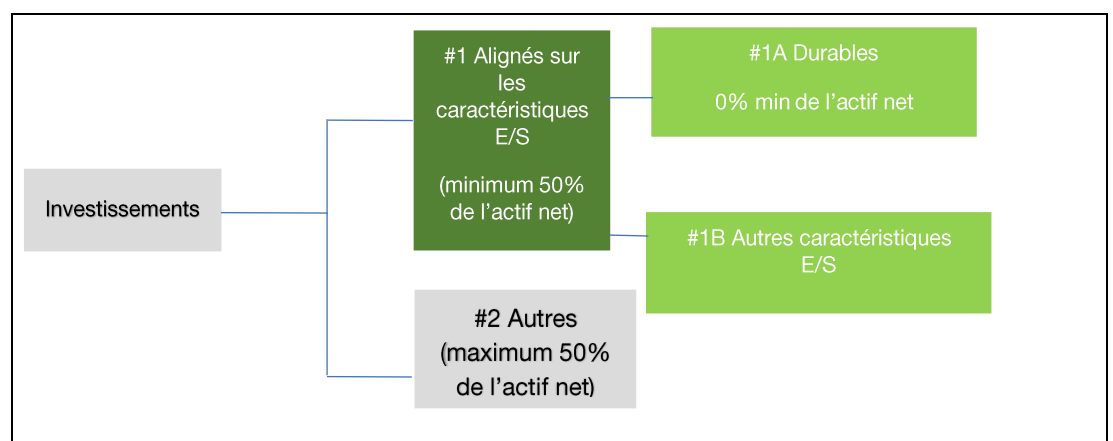 Investissements
#1 Alignés sur
les
caractéristiques
E/S
(minimum 50%
de l'actif net)
#1A Durables
0% min de l'actif net
#1B Autres caractéristiques
E/S
#2 Autres
(maximum 50%
de l'actif net)